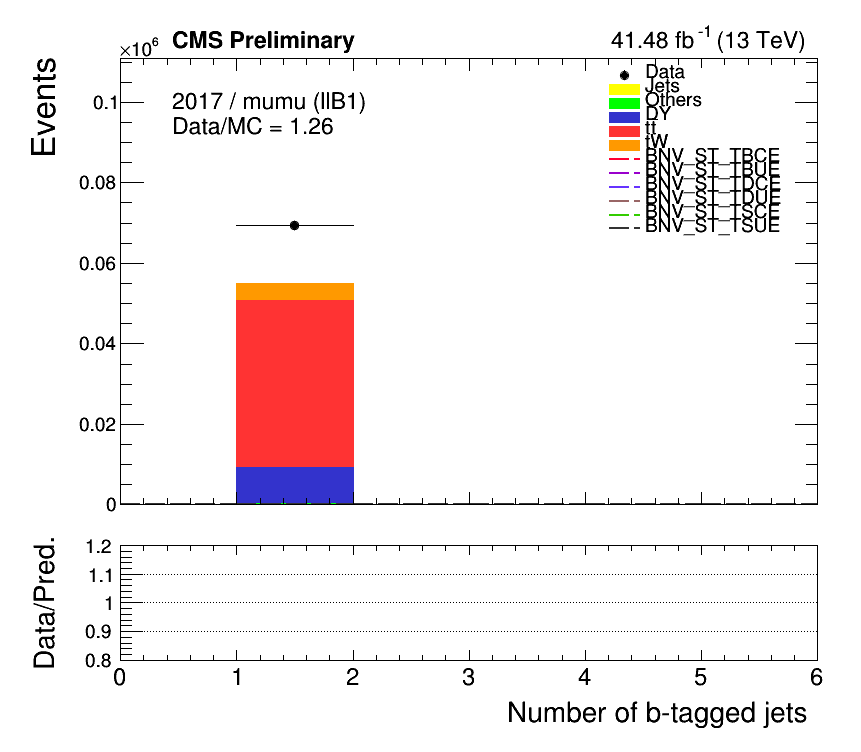 ×10^6 CMS Preliminary 41.48 fb^-1 (13 TeV)
Events
2017 / mumu (llB1)
Data/MC = 1.26
Data
Jets
Others
DY
tt
tW
BNV_ST_TBCE
BNV_ST_TBUE
BNV_ST_TDCE
BNV_ST_TDUE
BNV_ST_TSCE
BNV_ST_TSUE
0.1
0.08
0.06
0.04
0.02
0
Data/Pred.
1.2
1.1
1
0.9
0.8
0 1 2 3 4 5 6
Number of b-tagged jets